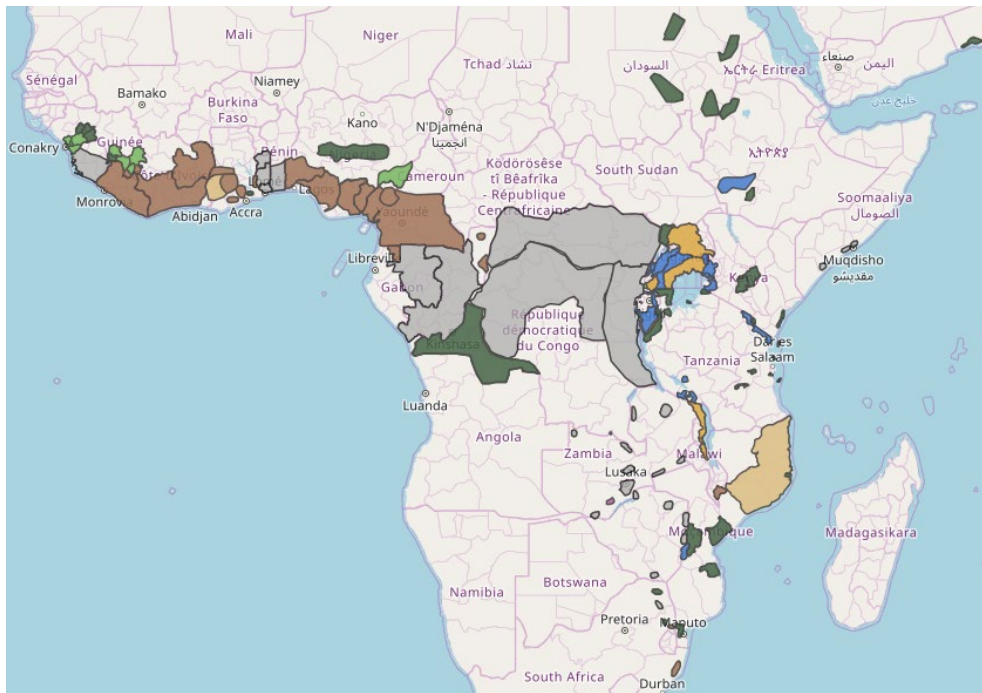 Mali
Niger
Tchad تشاد
السودان
ኤርትራ Eritrea
صنعاء
اليمن
Sénégal
Bamako
Niamey
Burkina
Faso
Kano
N'Djaména
انجمينا
خليج عدن
Conakry
Guinée
Bénin
Cameroun
Ködörösêse
tî Bêafrîka
- République
Centrafricaine
South Sudan
Soomaaliya
الصومال
Monrovia
Abidjan
Accra
Lagos
Yaoundé
Muqdisho
مقديشو
Libreville
Gabon
Kenya
République
démocratique
du Congo
Kinshasa
Tanzania
Dar es
Salaam
Luanda
Angola
Zambia
Malawi
Lusaka
Moçambique
Madagasikara
Namibia
Botswana
Pretoria
Maputo
South Africa
Durban